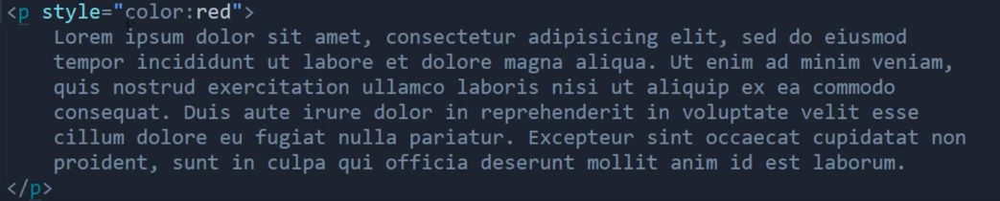 <p style="color:red">
Lorem ipsum dolor sit amet, consectetur adipisicing elit, sed do eiusmod
tempor incididunt ut labore et dolore magna aliqua. Ut enim ad minim veniam,
quis nostrud exercitation ullamco laboris nisi ut aliquip ex ea commodo
consequat. Duis aute irure dolor in reprehenderit in voluptate velit esse
cillum dolore eu fugiat nulla pariatur. Excepteur sint occaecat cupidatat non
proident, sunt in culpa qui officia deserunt mollit anim id est laborum.
</p>